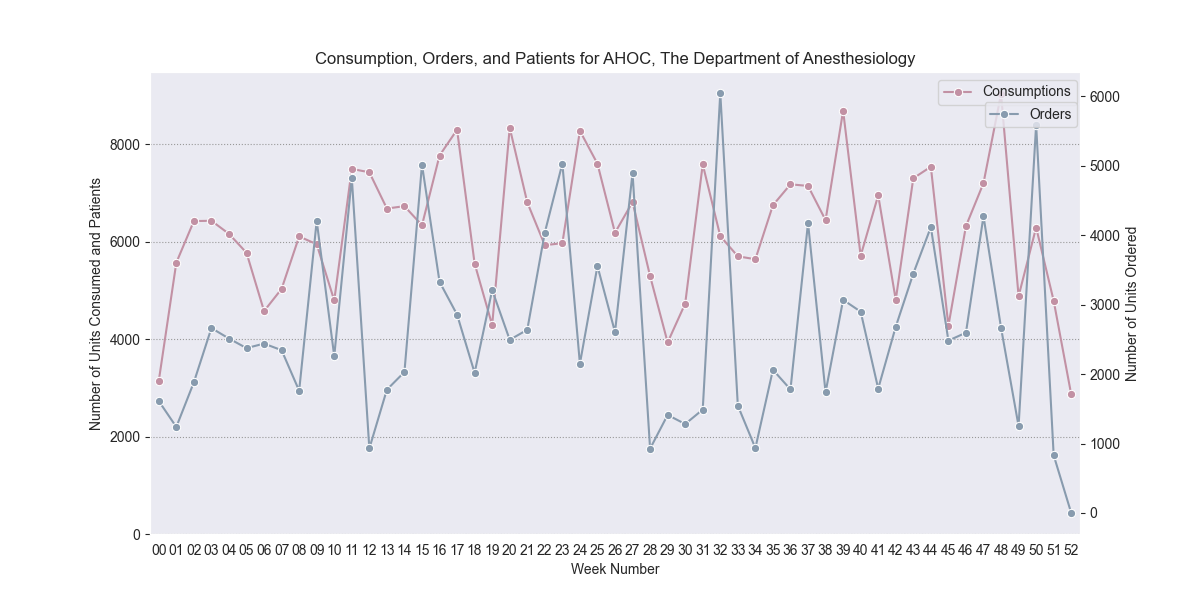 Consumption, Orders, and Patients for AHOC, The Department of Anesthesiology
Consumptions
Orders
Number of Units Consumed and Patients
8000
6000
4000
2000
0
Number of Units Ordered
6000
5000
4000
3000
2000
1000
0
00 01 02 03 04 05 06 07 08 09 10 11 12 13 14 15 16 17 18 19 20 21 22 23 24 25 26 27 28 29 30 31 32 33 34 35 36 37 38 39 40 41 42 43 44 45 46 47 48 49 50 51 52
Week Number